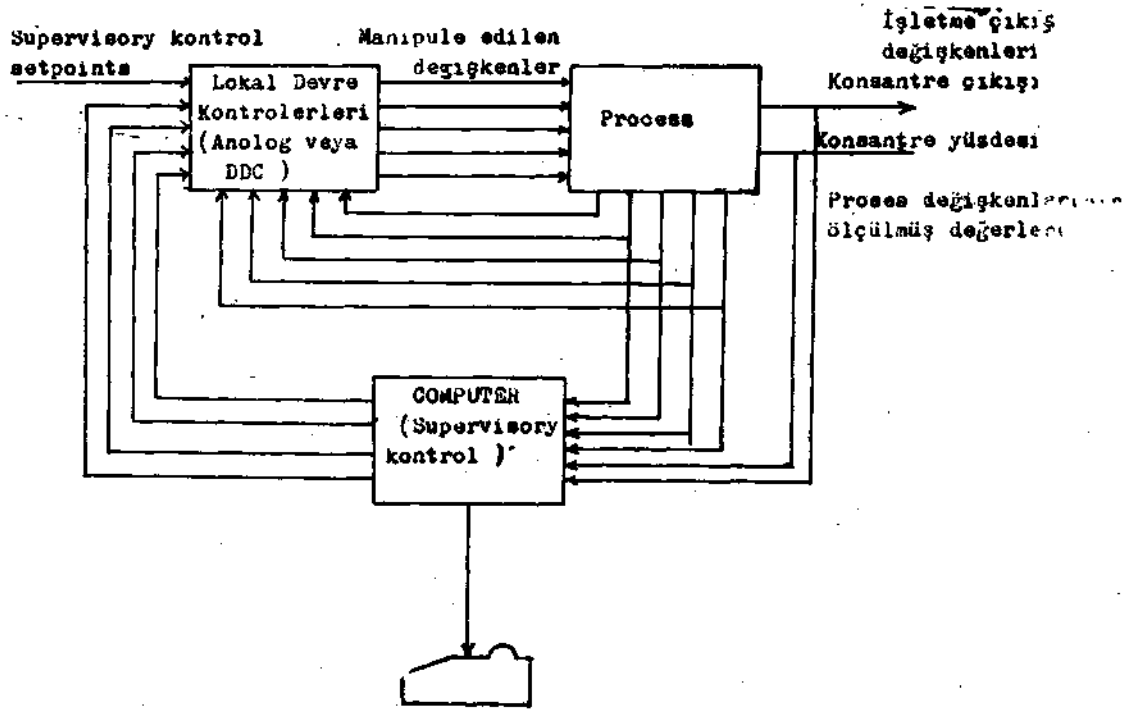 Supervisory kontrol
setpoints
Manipule edilen
değişkenler
İşletme çıkış
değişkenleri
Konsantre çıkışı
Lokal Devre
Kontrolerleri
(Anolog veya
DDC )
Process
Konsantre yüsdesi
Proses değişkenlerinin
ölçülmüş değerleri
COMPUTER
(Supervisory
kontrol )